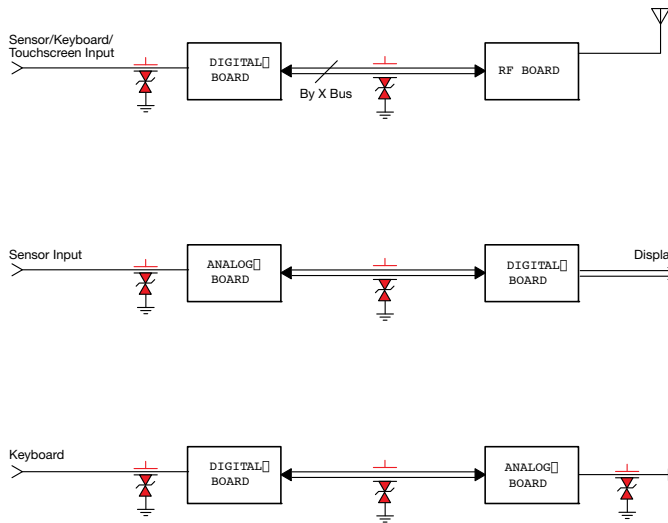 Sensor/Keyboard/
Touchscreen Input
DIGITAL
BOARD
By X Bus
RF BOARD
Sensor Input
ANALOG
BOARD
DIGITAL
BOARD
Display
Keyboard
DIGITAL
BOARD
ANALOG
BOARD